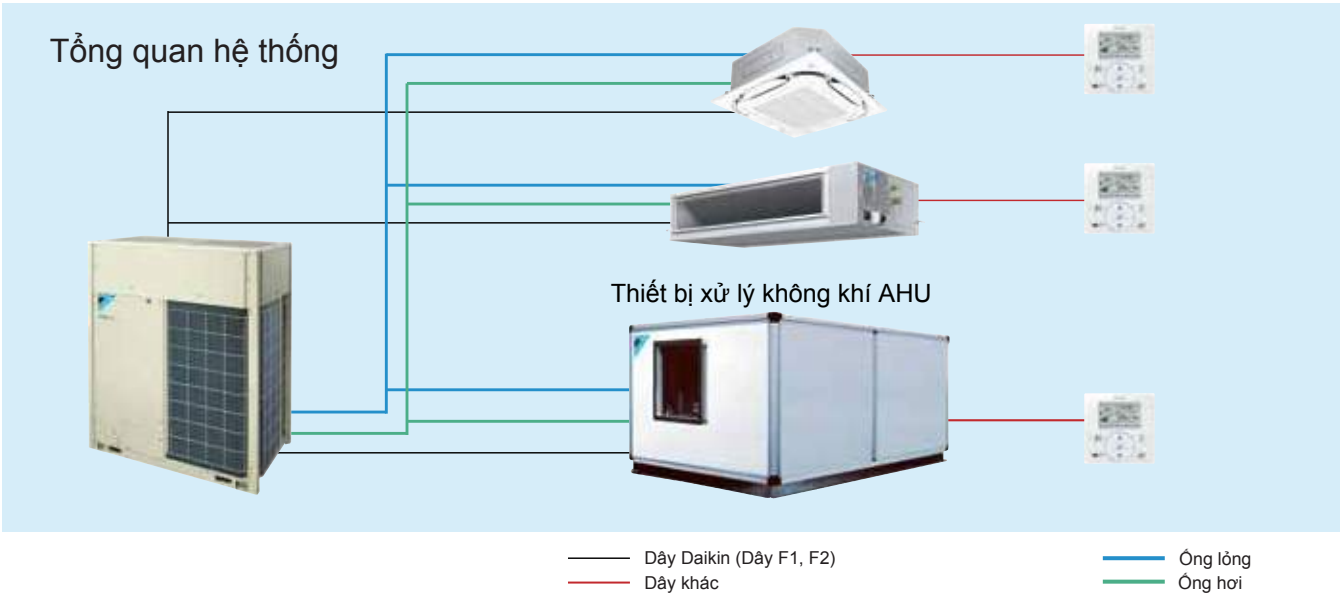 Tổng quan hệ thống
Thiết bị xử lý không khí AHU
Dây Daikin (Dây F1, F2)
Dây khác
Ống lỏng
Ống hơi